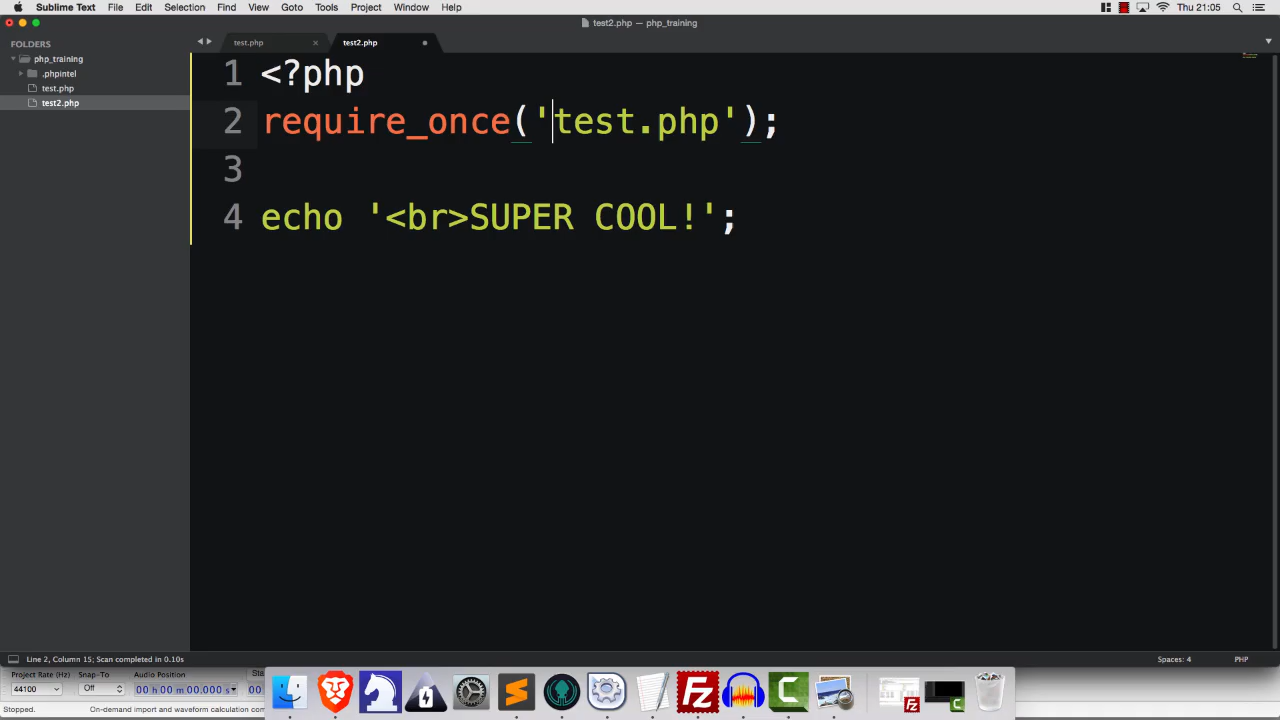 Sublime Text File Edit Selection Find View Goto Tools Project Window Help Thu 21:05
test2.php — php_training
FOLDERS
php_training
.phpintel
test.php
test2.php
test.php × test2.php
1 <?php
2 require_once('test.php');
3
4 echo '<br>SUPER COOL!';
Line 2, Column 15; Scan completed in 0.10s Spaces: 4 PHP
Project Rate (Hz) Snap-To Audio Position Sta
44100 Off 00 h 00 m 00.000 s 00
Stopped. On-demand import and waveform calculation com